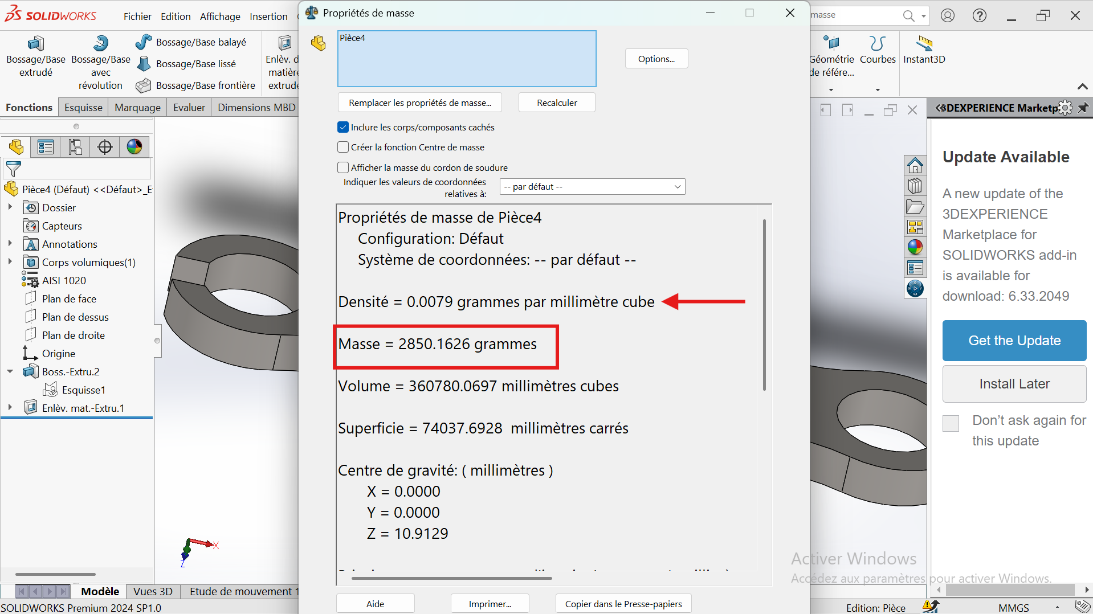 SOLIDWORKS
Fichier Edition Affichage Insertion
Propriétés de masse
masse
Bossage/Base extrudé
Bossage/Base avec révolution
Bossage/Base balayé
Bossage/Base lissé
Bossage/Base frontière
Enlèv. d
matière
extrudé
Géométrie
de référe...
Courbes
Instant3D
Fonctions Esquisse Marquage Evaluer Dimensions MBD
Pièce4
Options...
Remplacer les propriétés de masse...
Recalculer
Inclure les corps/composants cachés
Créer la fonction Centre de masse
Afficher la masse du cordon de soudure
Indiquer les valeurs de coordonnées
relatives à:
-- par défaut --
Propriétés de masse de Pièce4
Configuration: Défaut
Système de coordonnées: -- par défaut --
Densité = 0.0079 grammes par millimètre cube
Masse = 2850.1626 grammes
Volume = 360780.0697 millimètres cubes
Superficie = 74037.6928 millimètres carrés
Centre de gravité: ( millimètres )
X = 0.0000
Y = 0.0000
Z = 10.9129
Aide
Imprimer...
Copier dans le Presse-papiers
Pièce4 (Défaut) <<Défaut>_E
Dossier
Capteurs
Annotations
Corps volumiques(1)
AISI 1020
Plan de face
Plan de dessus
Plan de droite
Origine
Boss.-Extru.2
Esquisse1
Enlèv. mat.-Extru.1
X
Z
Modèle Vues 3D Etude de mouvement 1
SOLIDWORKS Premium 2024 SP1.0
3DEXPERIENCE Marketp
Update Available
A new update of the
3DEXPERIENCE
Marketplace for
SOLIDWORKS add-in
is available for
download: 6.33.2049
Get the Update
Install Later
Don't ask again for
this update
Activer Windows
Accédez aux paramètres pour activer Windows.
Edition: Pièce
MMGS